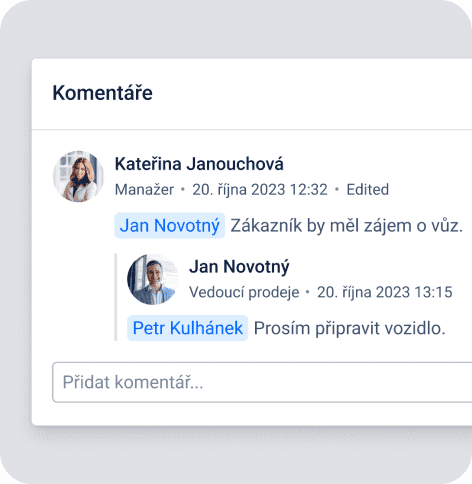 Komentáře
Kateřina Janouchová
Manažer • 20. října 2023 12:32 • Edited
Jan Novotný Zákazník by měl zájem o vůz.
Jan Novotný
Vedoucí prodeje • 20. října 2023 13:15
Petr Kulhánek Prosím připravit vozidlo.
Přidat komentář...